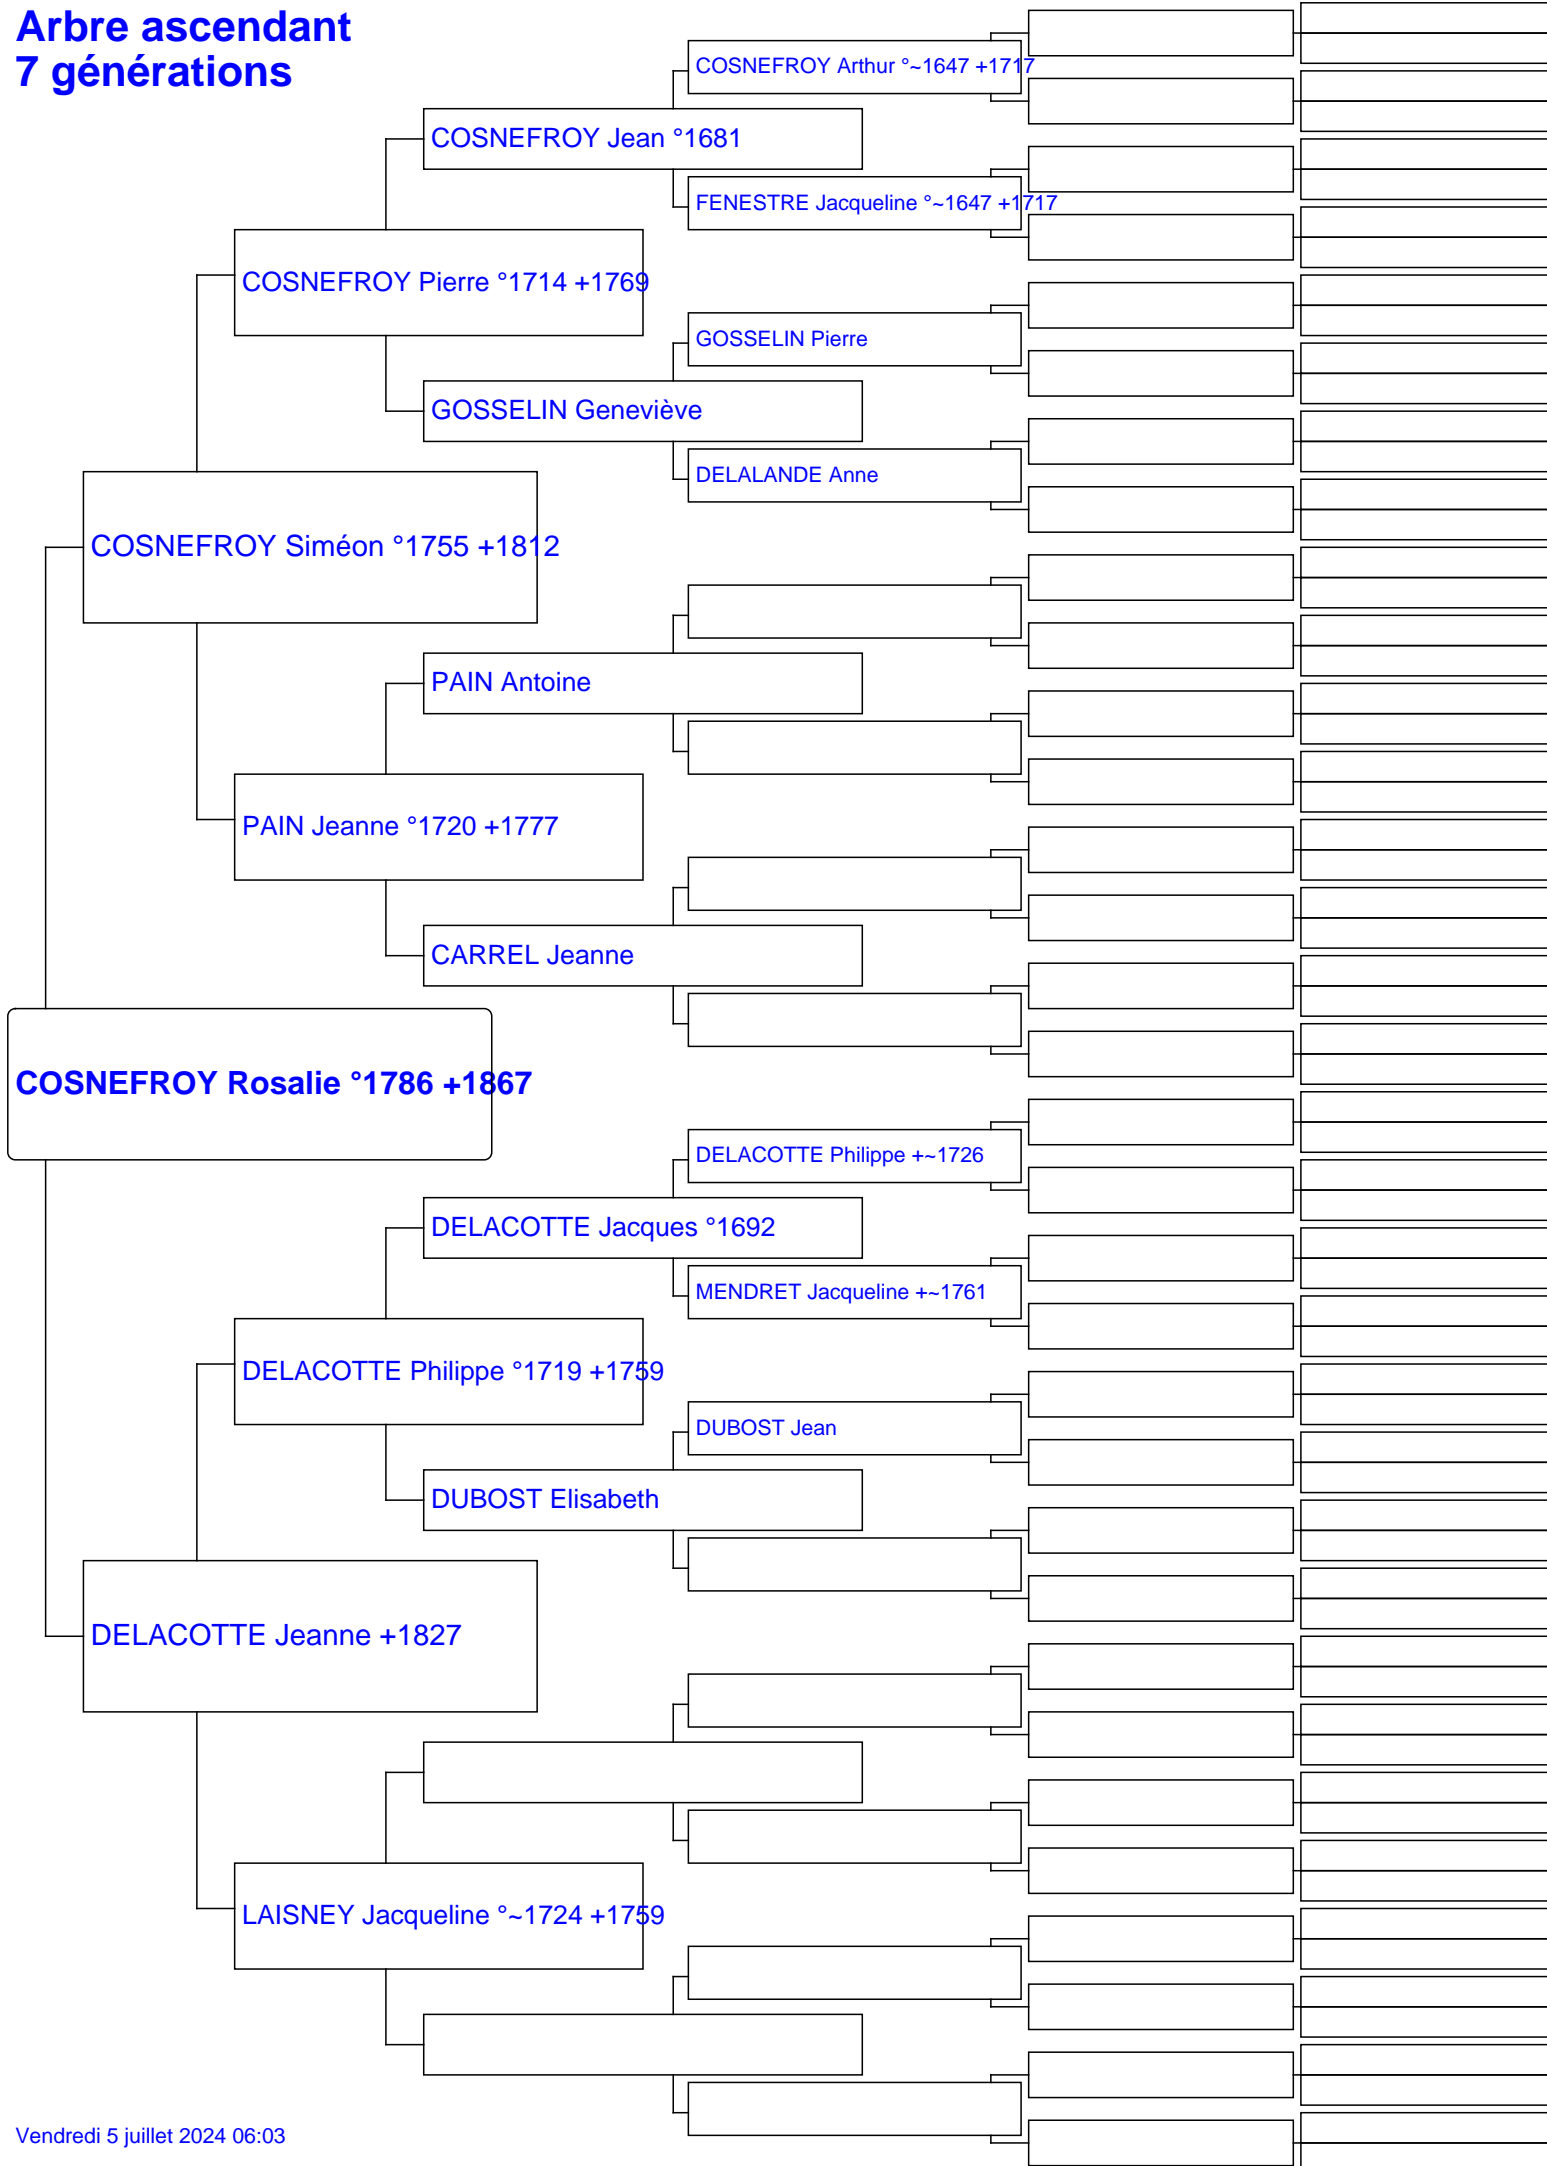 Arbre ascendant
7 générations
COSNEFROY Arthur °~1647 +1717
COSNEFROY Jean °1681
FENESTRE Jacqueline °~1647 +1717
COSNEFROY Pierre °1714 +1769
GOSSELIN Pierre
GOSSELIN Geneviève
DELALANDE Anne
COSNEFROY Siméon °1755 +1812
PAIN Antoine
PAIN Jeanne °1720 +1777
CARREL Jeanne
COSNEFROY Rosalie °1786 +1867
DELACOTTE Philippe +~1726
DELACOTTE Jacques °1692
MENDRET Jacqueline +~1761
DELACOTTE Philippe °1719 +1759
DUBOST Jean
DUBOST Elisabeth
DELACOTTE Jeanne +1827
LAISNEY Jacqueline °~1724 +1759
Vendredi 5 juillet 2024 06:03